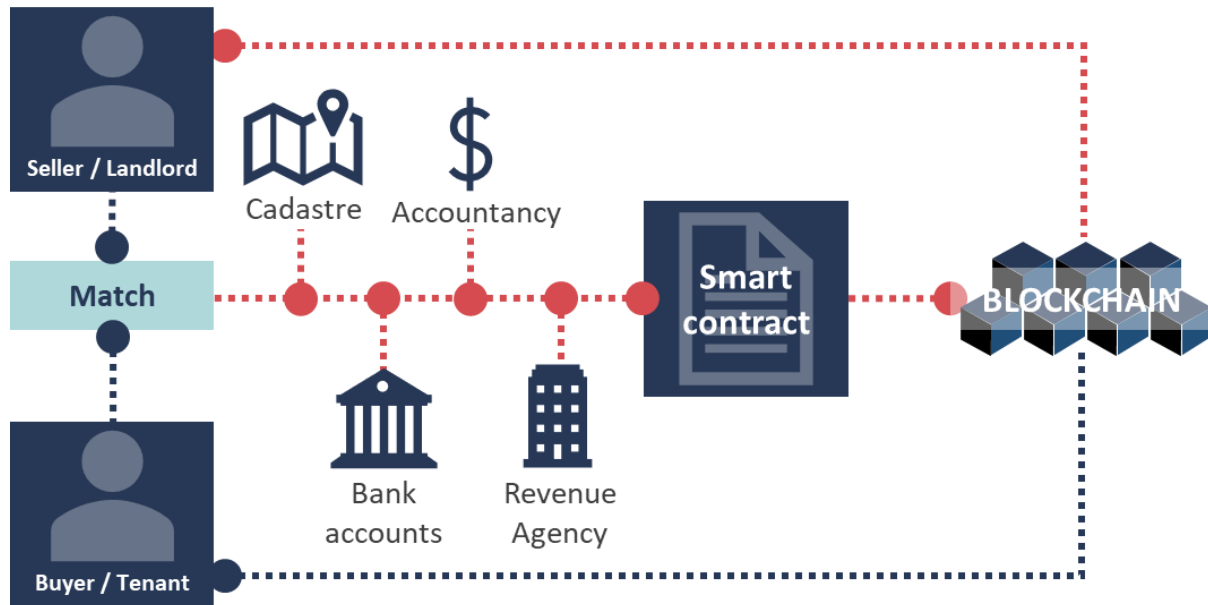 Seller / Landlord
Cadastre
Accountancy
Match
Smart
contract
BLOCKCHAIN
Bank
accounts
Revenue
Agency
Buyer / Tenant